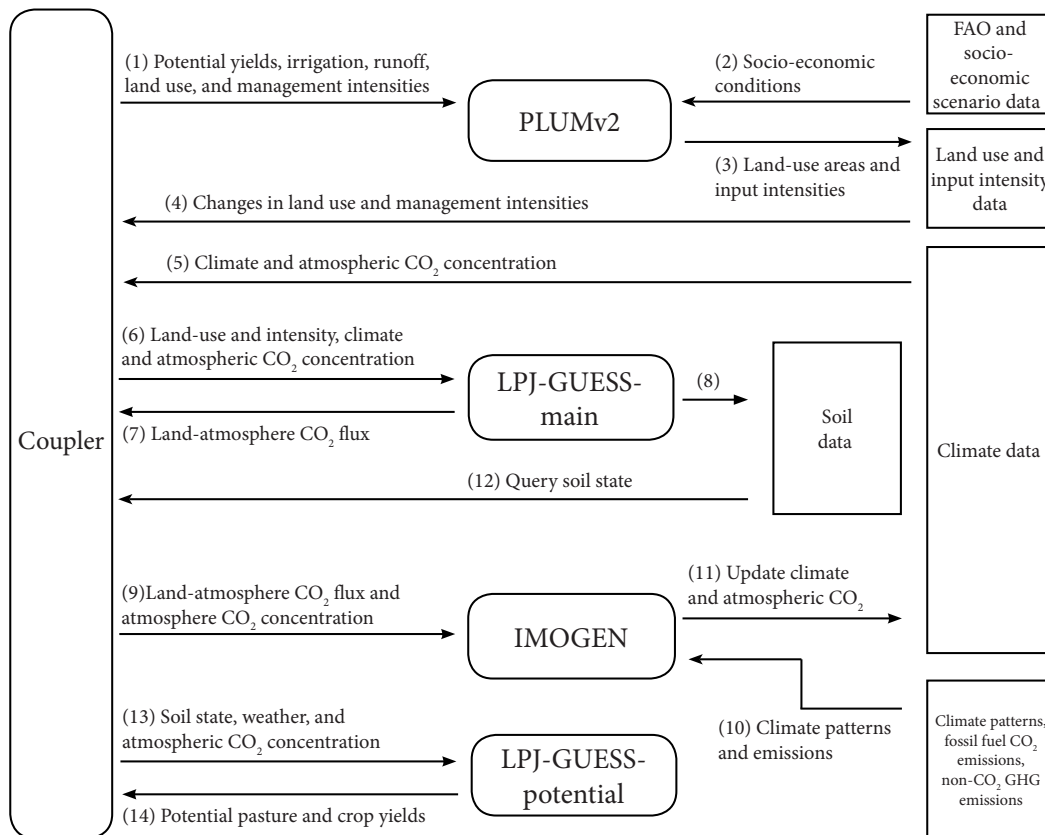 Coupler
(1) Potential yields, irrigation, runoff,
land use, and management intensities
PLUMv2
(2) Socio-economic
conditions
FAO and
socio-
economic
scenario data
(3) Land-use areas and
input intensities
Land use and
input intensity
data
(4) Changes in land use and management intensities
(5) Climate and atmospheric CO₂ concentration
Climate data
(6) Land-use and intensity, climate
and atmospheric CO₂ concentration
LPJ-GUESS-
main
(7) Land-atmosphere CO₂ flux
(8)
Soil
data
(12) Query soil state
(9)Land-atmosphere CO₂ flux and
atmosphere CO₂ concentration
IMOGEN
(11) Update climate
and atmospheric CO₂
(10) Climate patterns
and emissions
Climate patterns,
fossil fuel CO₂
emissions,
non-CO₂ GHG
emissions
(13) Soil state, weather, and
atmospheric CO₂ concentration
LPJ-GUESS-
potential
(14) Potential pasture and crop yields